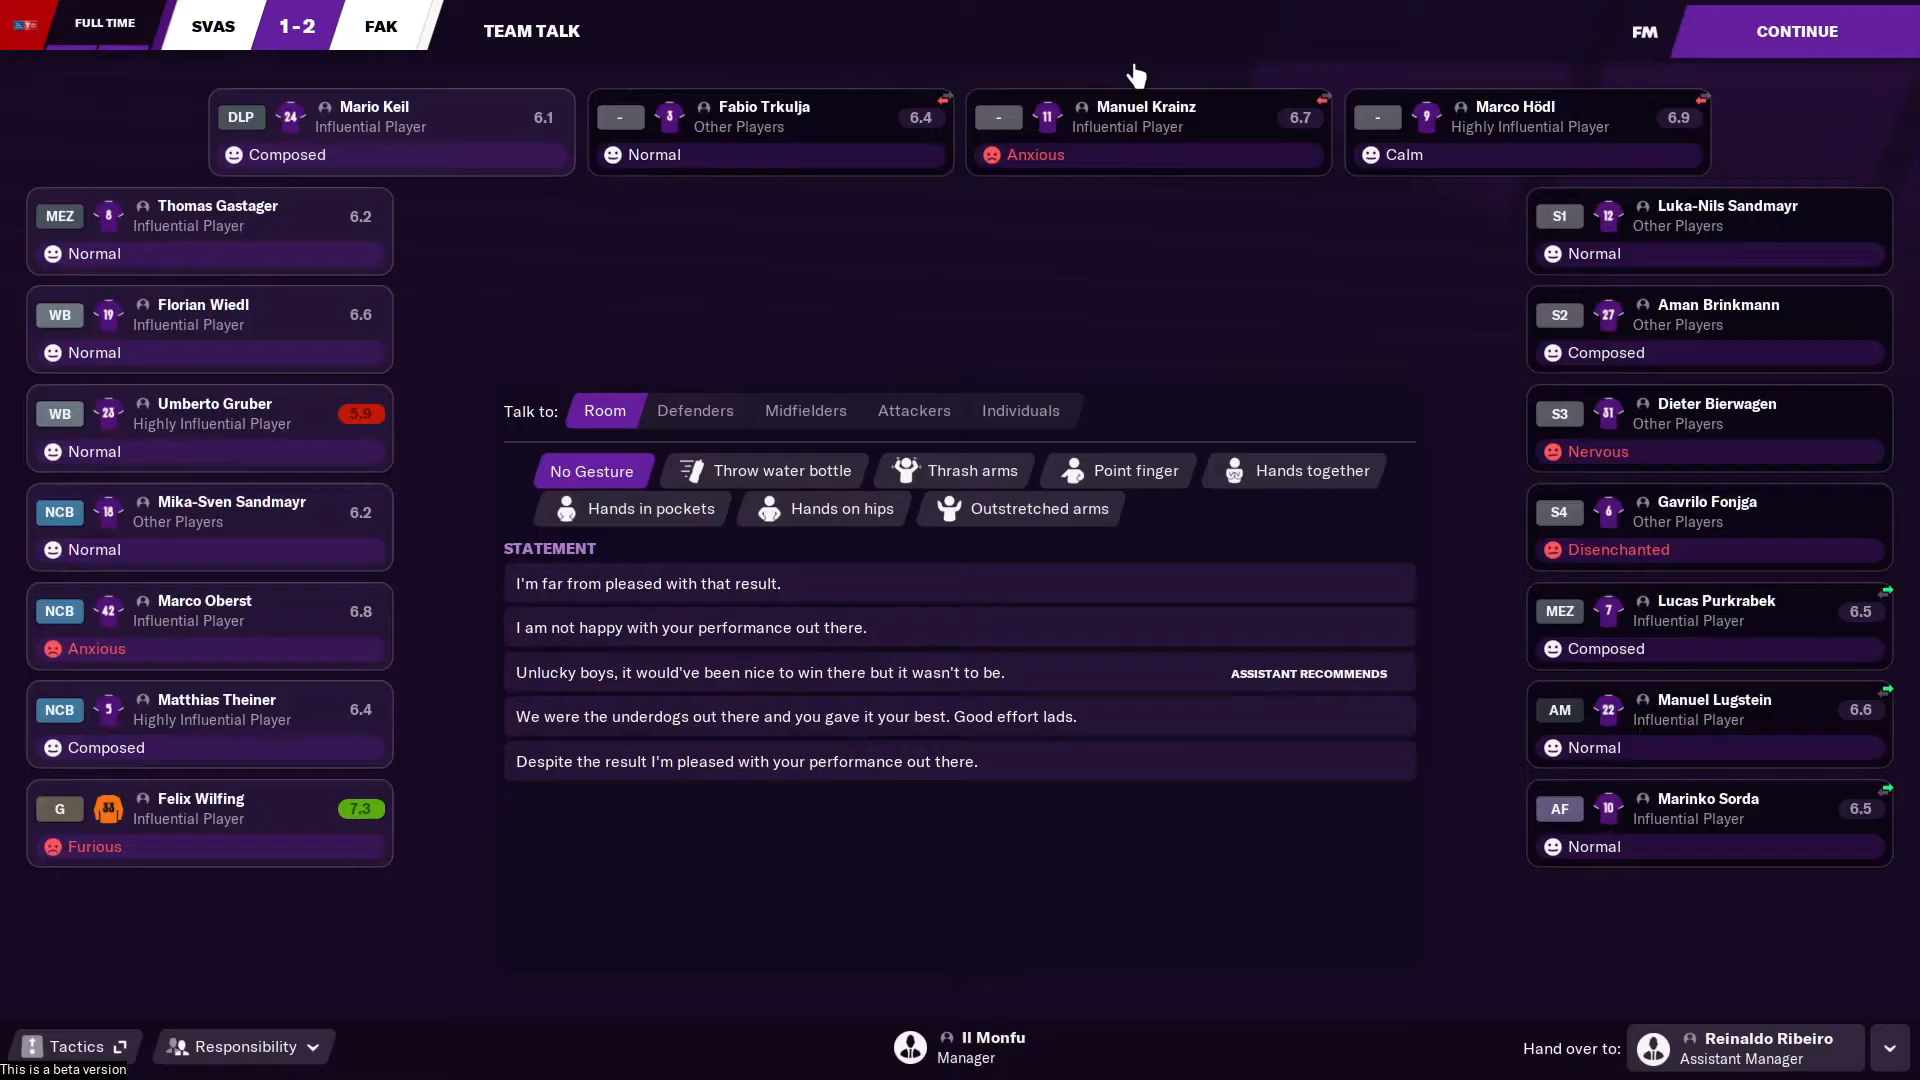 FULL TIME
SVAS
1 - 2
FAK
TEAM TALK
FM
CONTINUE
DLP
24
Mario Keil
Influential Player
6.1
Composed
-
3
Fabio Trkulja
Other Players
6.4
Normal
-
11
Manuel Krainz
Influential Player
6.7
Anxious
-
9
Marco Hödl
Highly Influential Player
6.9
Calm
MEZ
8
Thomas Gastager
Influential Player
6.2
Normal
WB
19
Florian Wiedl
Influential Player
6.6
Normal
WB
23
Umberto Gruber
Highly Influential Player
5.9
Normal
NCB
18
Mika-Sven Sandmayr
Other Players
6.2
Normal
NCB
42
Marco Oberst
Influential Player
6.8
Anxious
NCB
5
Matthias Theiner
Highly Influential Player
6.4
Composed
G
33
Felix Wilfing
Influential Player
7.3
Furious
Talk to:
Room
Defenders
Midfielders
Attackers
Individuals
No Gesture
Throw water bottle
Thrash arms
Point finger
Hands together
Hands in pockets
Hands on hips
Outstretched arms
STATEMENT
I'm far from pleased with that result.
I am not happy with your performance out there.
Unlucky boys, it would've been nice to win there but it wasn't to be.
ASSISTANT RECOMMENDS
We were the underdogs out there and you gave it your best. Good effort lads.
Despite the result I'm pleased with your performance out there.
S1
12
Luka-Nils Sandmayr
Other Players
Normal
S2
27
Aman Brinkmann
Other Players
Composed
S3
31
Dieter Bierwagen
Other Players
Nervous
S4
6
Gavrilo Fonjga
Other Players
Disenchanted
MEZ
7
Lucas Purkrabek
Influential Player
6.5
Composed
AM
22
Manuel Lugstein
Influential Player
6.6
Normal
AF
10
Marinko Sorda
Influential Player
6.5
Normal
Tactics
Responsibility
Il Monfu
Manager
Hand over to:
Reinaldo Ribeiro
Assistant Manager
This is a beta version